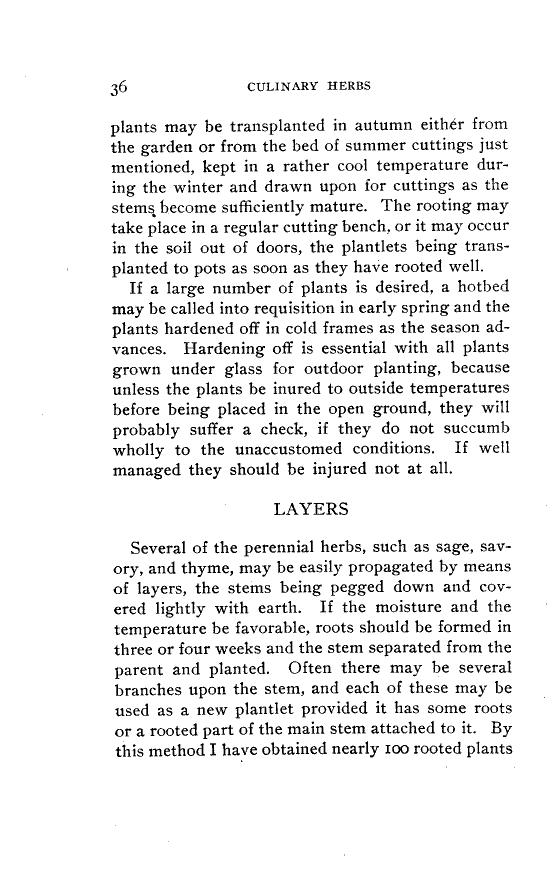 36 CULINARY HERBS
plants may be transplanted in autumn either from
the garden or from the bed of summer cuttings just
mentioned, kept in a rather cool temperature dur-
ing the winter and drawn upon for cuttings as the
stems become sufficiently mature. The rooting may
take place in a regular cutting bench, or it may occur
in the soil out of doors, the plantlets being trans-
planted to pots as soon as they have rooted well.
If a large number of plants is desired, a hotbed
may be called into requisition in early spring and the
plants hardened off in cold frames as the season ad-
vances. Hardening off is essential with all plants
grown under glass for outdoor planting, because
unless the plants be inured to outside temperatures
before being placed in the open ground, they will
probably suffer a check, if they do not succumb
wholly to the unaccustomed conditions. If well
managed they should be injured not at all.
LAYERS
Several of the perennial herbs, such as sage, sav-
ory, and thyme, may be easily propagated by means
of layers, the stems being pegged down and cov-
ered lightly with earth. If the moisture and the
temperature be favorable, roots should be formed in
three or four weeks and the stem separated from the
parent and planted. Often there may be several
branches upon the stem, and each of these may be
used as a new plantlet provided it has some roots
or a rooted part of the main stem attached to it. By
this method I have obtained nearly 100 rooted plants